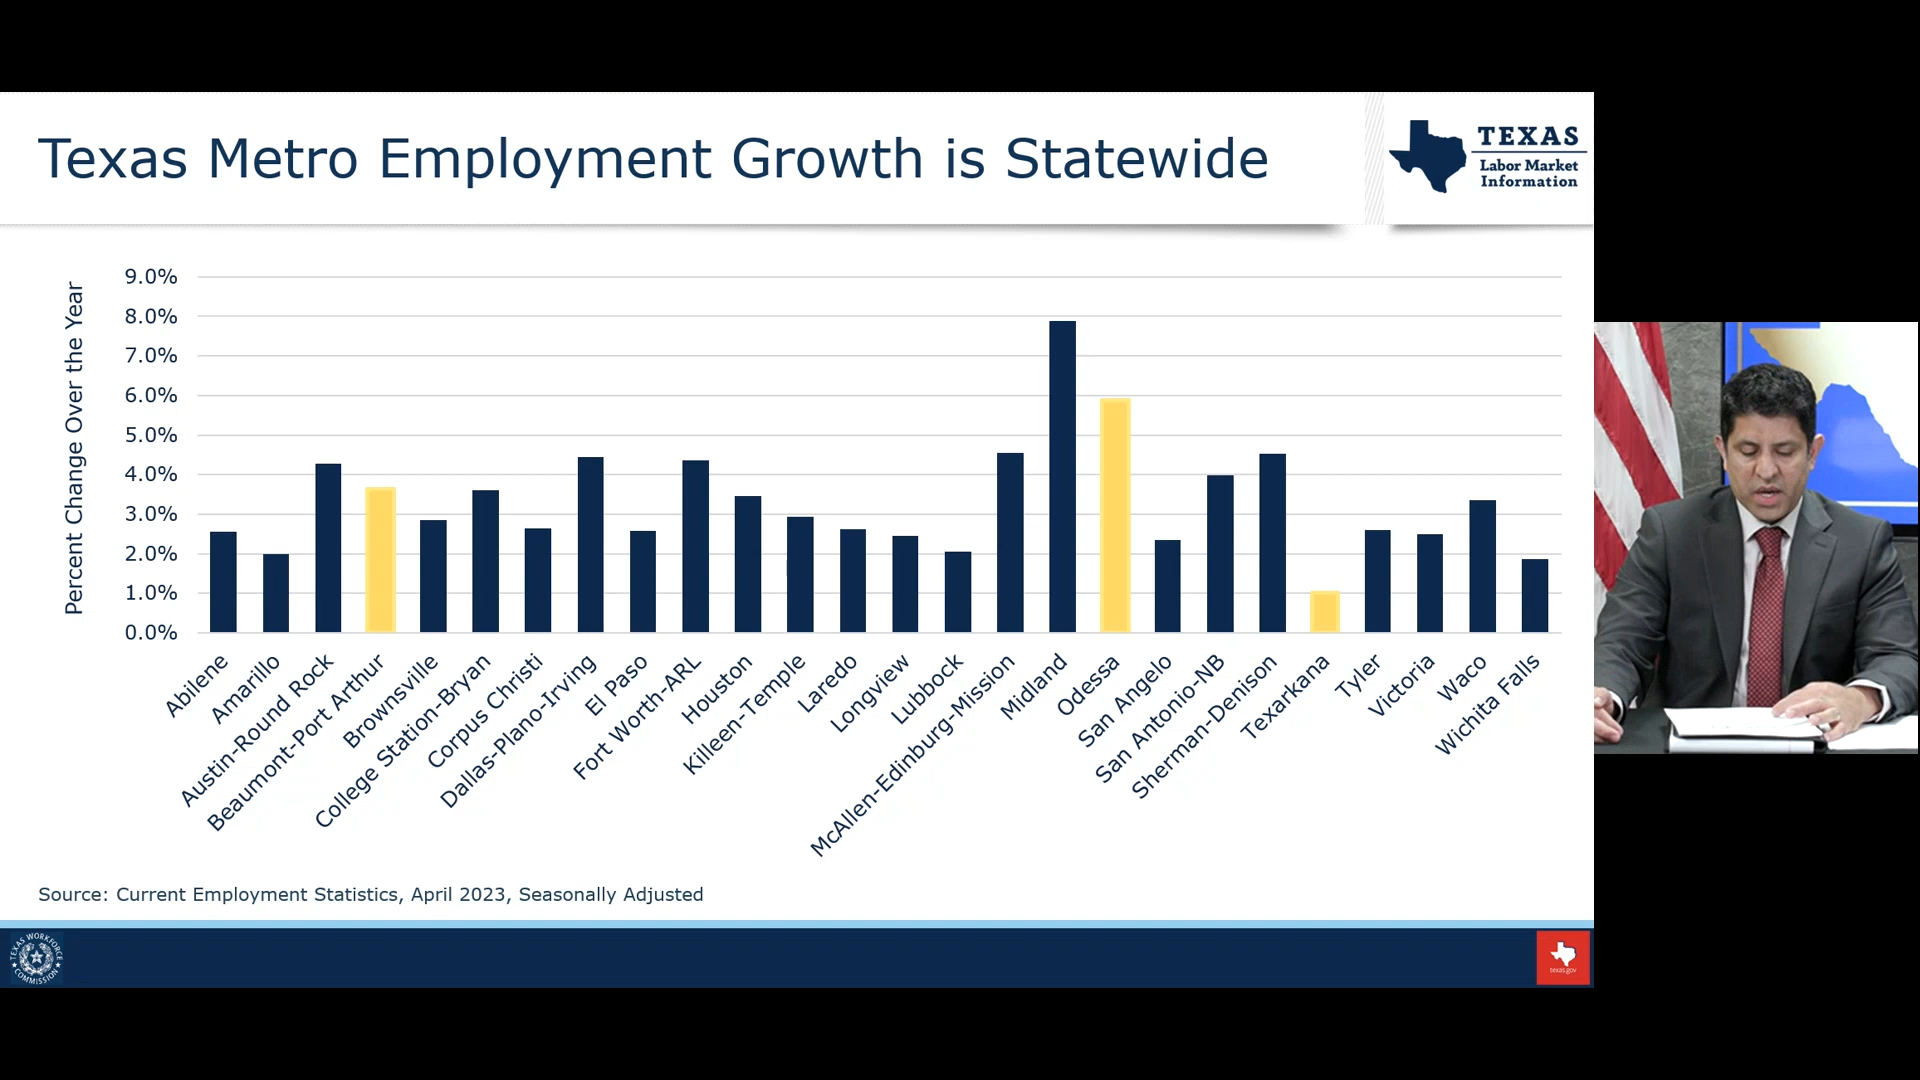 Texas Metro Employment Growth is Statewide
TEXAS
Labor Market
Information
Percent Change Over the Year
9.0%
8.0%
7.0%
6.0%
5.0%
4.0%
3.0%
2.0%
1.0%
0.0%
Abilene
Amarillo
Austin-Round Rock
Beaumont-Port Arthur
Brownsville
College Station-Bryan
Corpus Christi
Dallas-Plano-Irving
El Paso
Fort Worth-ARL
Houston
Killeen-Temple
Laredo
Longview
Lubbock
McAllen-Edinburg-Mission
Midland
Odessa
San Angelo
San Antonio-NB
Sherman-Denison
Texarkana
Tyler
Victoria
Waco
Wichita Falls
Source: Current Employment Statistics, April 2023, Seasonally Adjusted
TEXAS WORKFORCE
COMMISSION
texas.gov